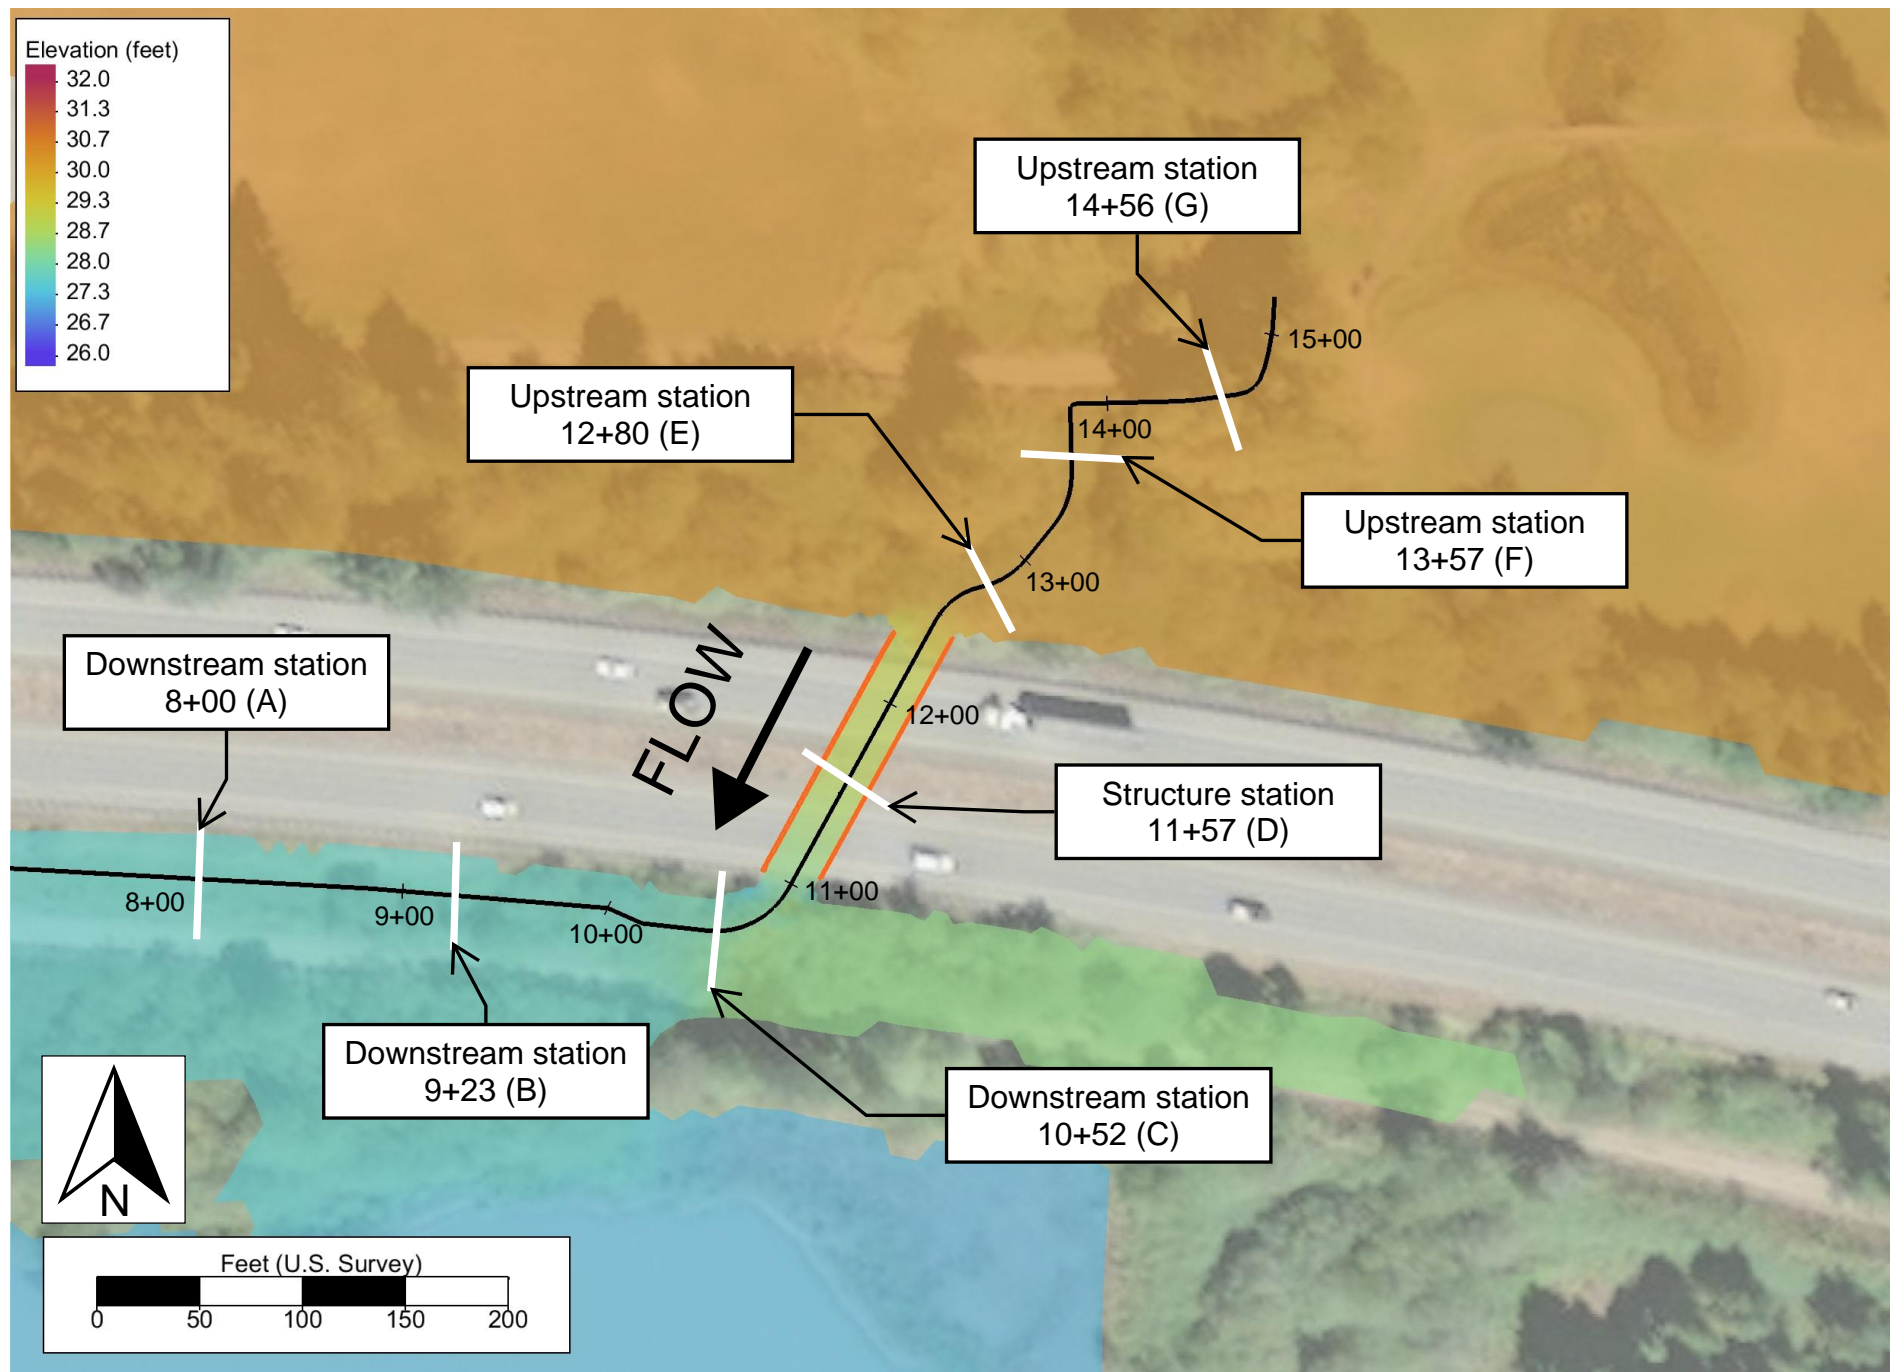 Elevation (feet)
32.0
31.3
30.7
30.0
29.3
28.7
28.0
27.3
26.7
26.0
Upstream station
14+56 (G)
15+00
Upstream station
12+80 (E)
14+00
Upstream station
13+57 (F)
13+00
Downstream station
8+00 (A)
FLOW
12+00
Structure station
11+57 (D)
11+00
8+00
9+00
10+00
Downstream station
9+23 (B)
Downstream station
10+52 (C)
N
Feet (U.S. Survey)
0 50 100 150 200